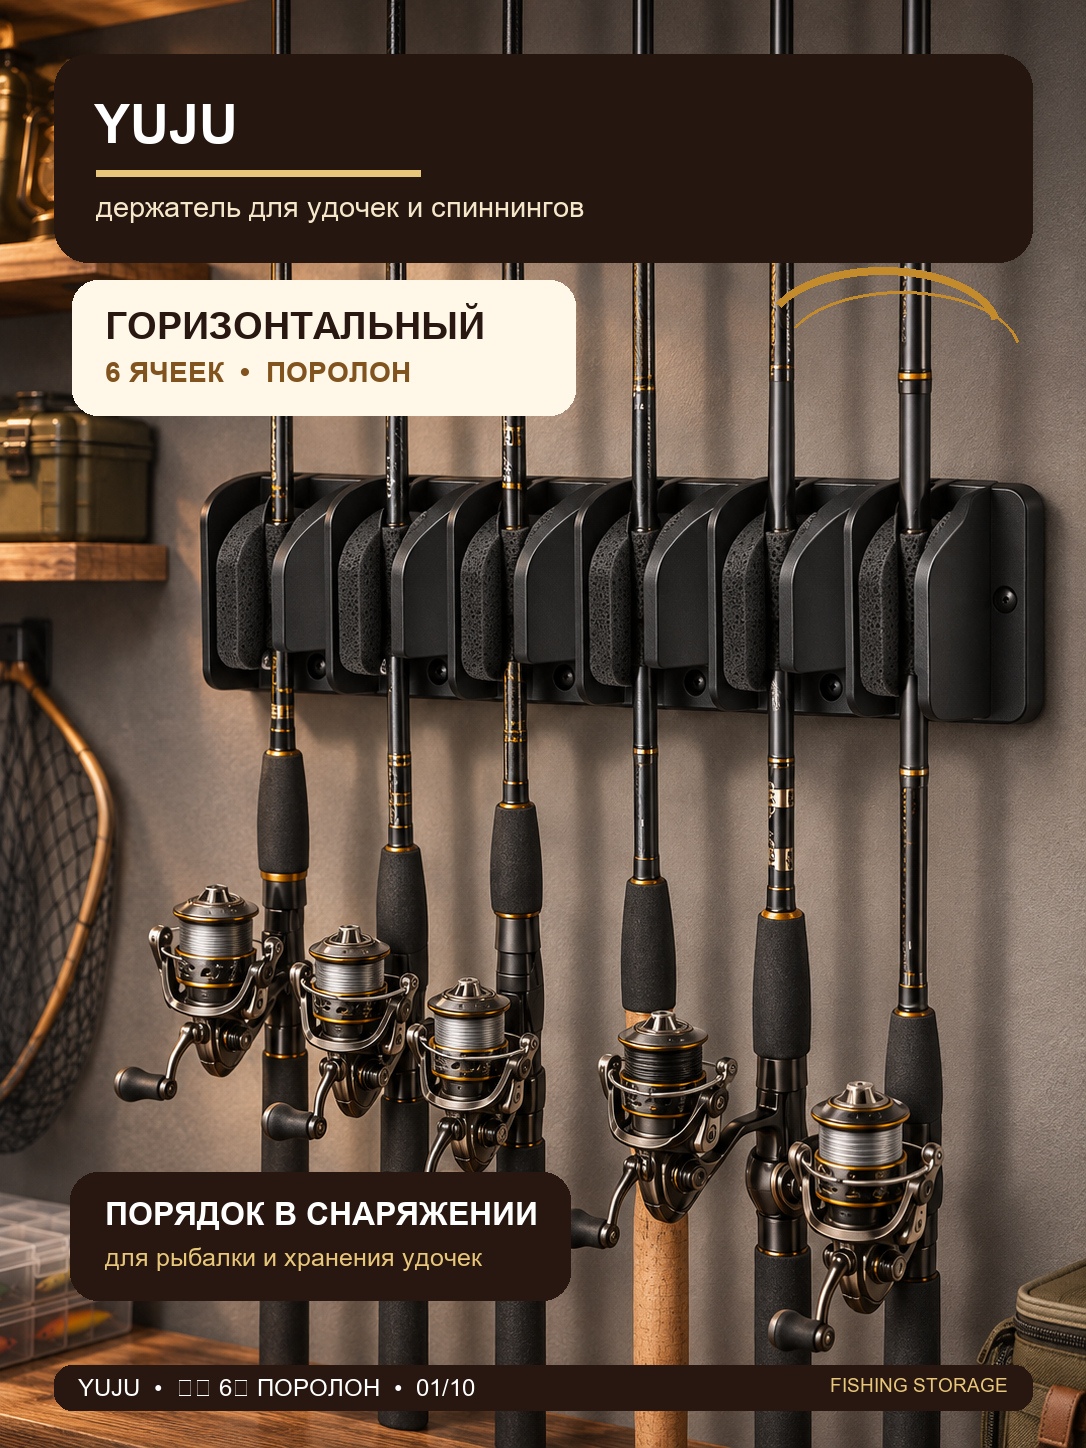 YUJU
держатель для удочек и спиннингов
ГОРИЗОНТАЛЬНЫЙ
6 ЯЧЕЕК • ПОРОЛОН
ПОРЯДОК В СНАРЯЖЕНИИ
для рыбалки и хранения удочек
YUJU • □□ 6□ ПОРОЛОН • 01/10
FISHING STORAGE